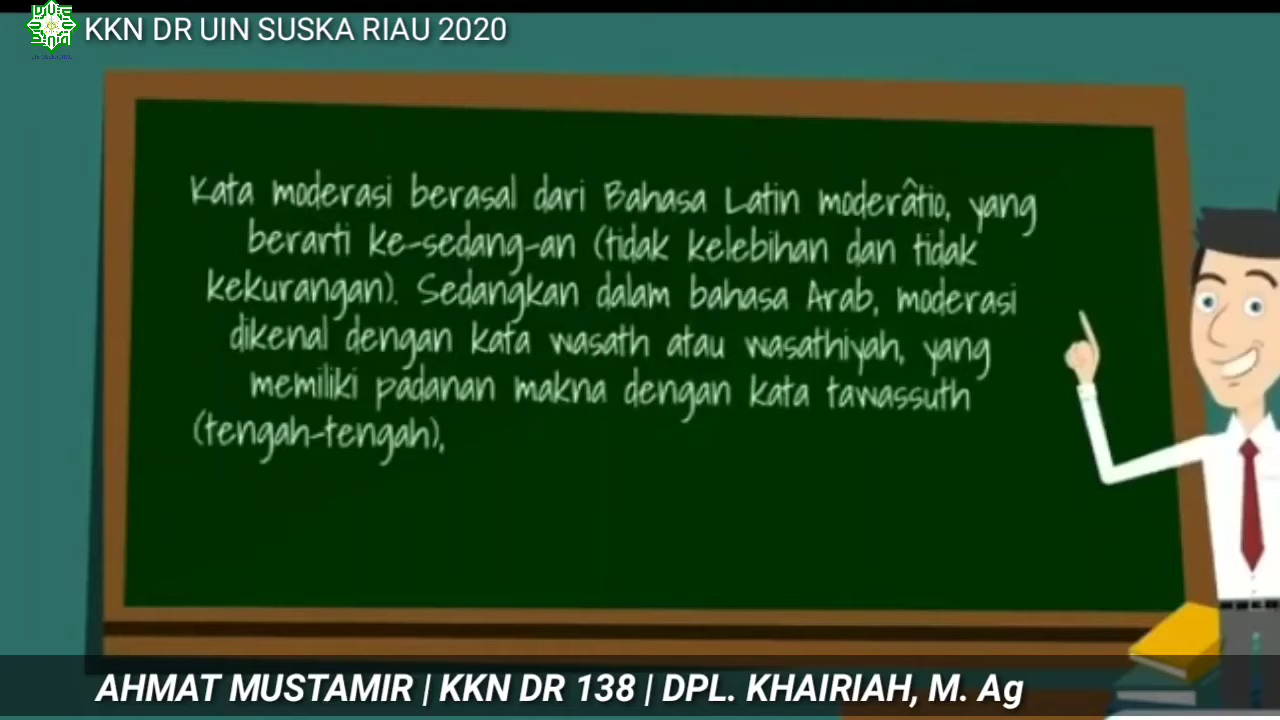 KKN DR UIN SUSKA RIAU 2020
Kata moderasi berasal dari Bahasa Latin moderâtio, yang
berarti ke-sedang-an (tidak kelebihan dan tidak
kekurangan). Sedangkan dalam bahasa Arab, moderasi
dikenal dengan kata wasath atau wasathiyah, yang
memiliki padanan makna dengan kata tawassuth
(tengah-tengah),
AHMAT MUSTAMIR | KKN DR 138 | DPL. KHAIRIAH, M. Ag